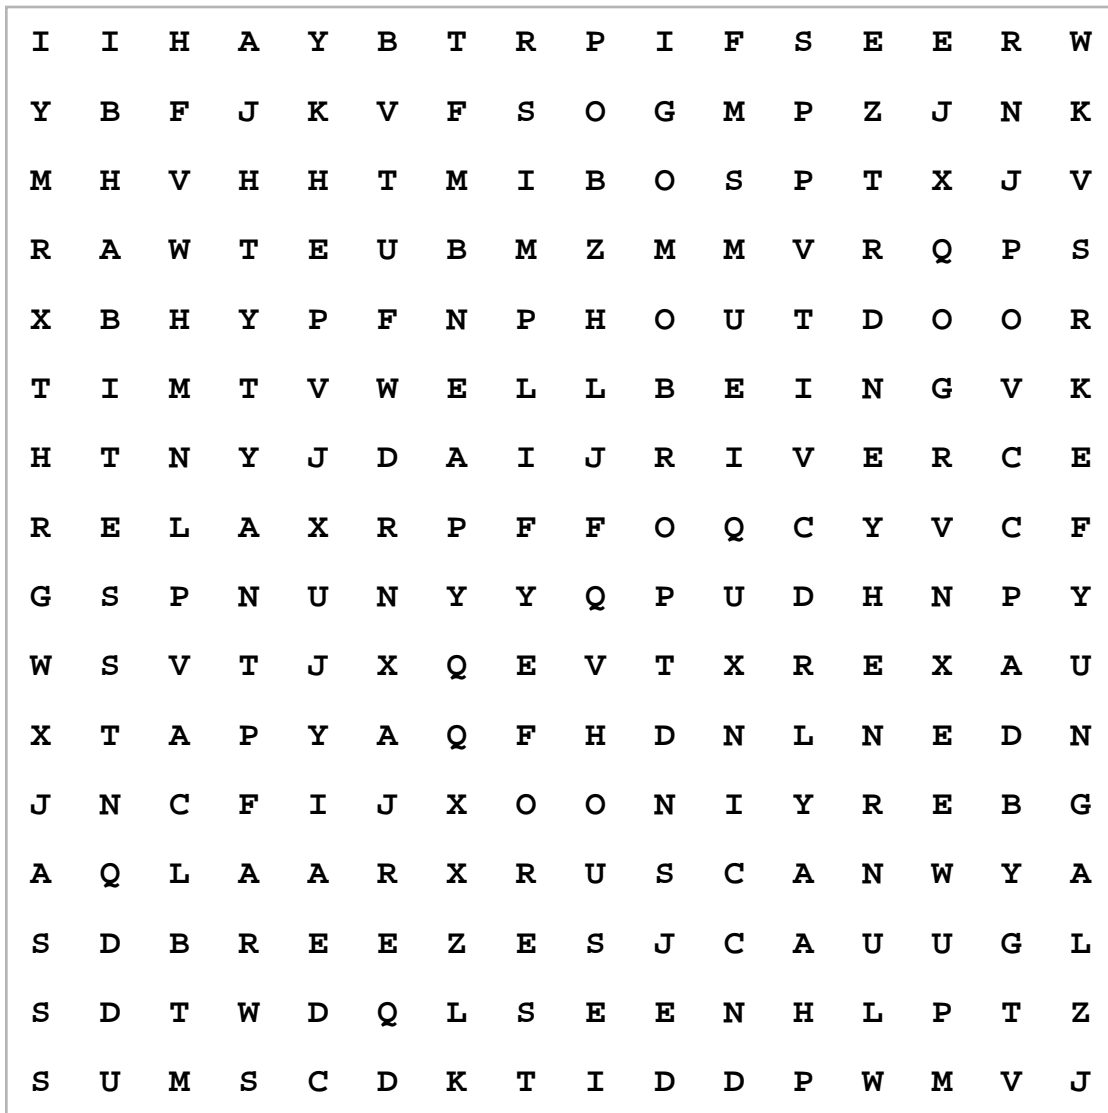 I I H A Y B T R P I F S E E R W
Y B F J K V F S O G M P Z J N K
M H V H H T M I B O S P T X J V
R A W T E U B M Z M M V R Q P S
X B H Y P F N P H O U T D O O R
T I M T V W E L L B E I N G V K
H T N Y J D A I J R I V E R C E
R E L A X R P F F O Q C Y V C F
G S P N U N Y Y Q P U D H N P Y
W S V T J X Q E V T X R E X A U
X T A P Y A Q F H D N L N E D N
J N C F I J X O O N I Y R E B G
A Q L A A R X R U S C A N W Y A
S D B R E E Z E S J C A U U G L
S D T W D Q L S E E N H L P T Z
S U M S C D K T I D D P W M V J